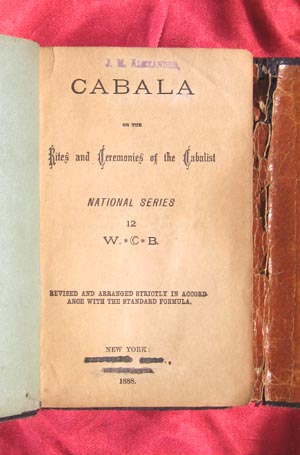 J. M. ALEXANDER,
CABALA
OR THE
Rites and Ceremonies of the Cabalist
NATIONAL SERIES
12
W. * C * B.
REVISED AND ARRANGED STRICTLY IN ACCORD-
ANCE WITH THE STANDARD FORMULA.
NEW YORK:
1888.